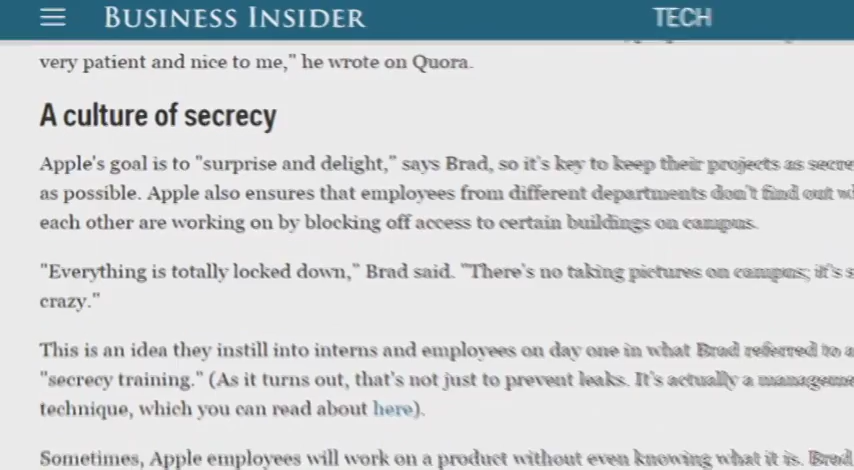 BUSINESS INSIDER
TECH
very patient and nice to me," he wrote on Quora.
A culture of secrecy
Apple's goal is to "surprise and delight," says Brad, so it's key to keep their projects as
as possible. Apple also ensures that employees from different departments don't find out
each other are working on by blocking off access to certain buildings on campus.
"Everything is totally locked down," Brad said. "There's no taking pictures on campus; it's
crazy."
This is an idea they instill into interns and employees on day one in what Brad referred to
"secrecy training." (As it turns out, that's not just to prevent leaks. It's actually a
technique, which you can read about here).
Sometimes, Apple employees will work on a product without even knowing what it is. Brad